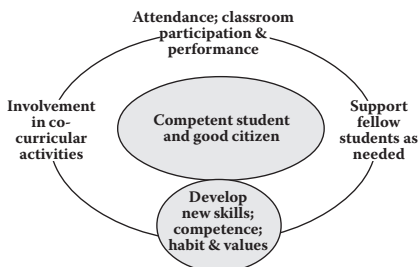 Attendance; classroom
participation &
performance
Involvement
in co-
curricular
activities
Competent student
and good citizen
Support
fellow
students as
needed
Develop
new skills;
competence;
habit & values